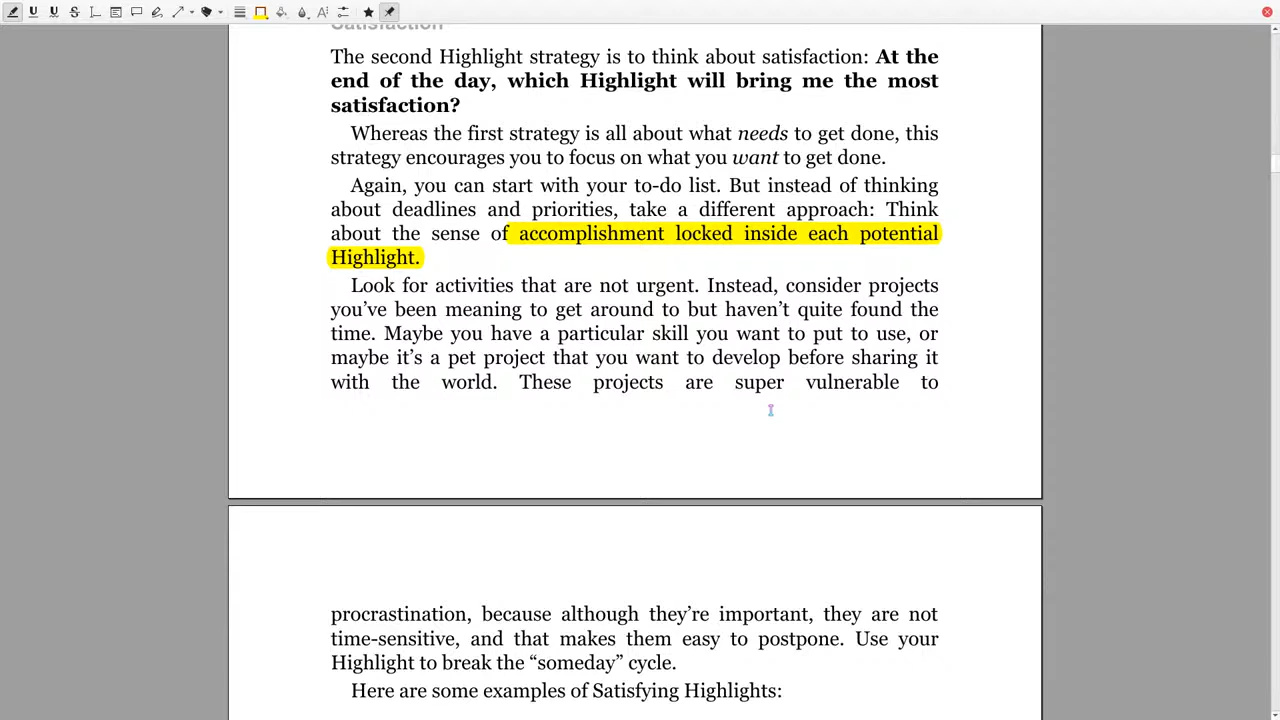 Satisfaction
The second Highlight strategy is to think about satisfaction: At the
end of the day, which Highlight will bring me the most
satisfaction?
Whereas the first strategy is all about what needs to get done, this
strategy encourages you to focus on what you want to get done.
Again, you can start with your to-do list. But instead of thinking
about deadlines and priorities, take a different approach: Think
about the sense of accomplishment locked inside each potential
Highlight.
Look for activities that are not urgent. Instead, consider projects
you’ve been meaning to get around to but haven’t quite found the
time. Maybe you have a particular skill you want to put to use, or
maybe it’s a pet project that you want to develop before sharing it
with the world. These projects are super vulnerable to
procrastination, because although they’re important, they are not
time-sensitive, and that makes them easy to postpone. Use your
Highlight to break the “someday” cycle.
Here are some examples of Satisfying Highlights: